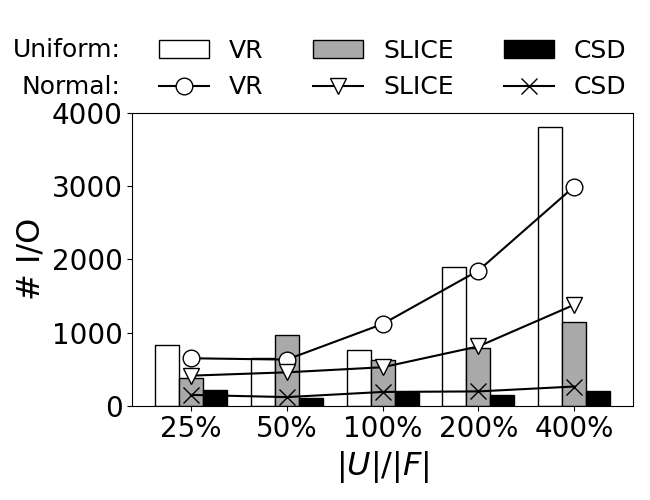 Uniform: VR SLICE CSD
Normal: VR SLICE CSD
4000
3000
2000
1000
0
# I/O
25% 50% 100% 200% 400%
|U|/|F|